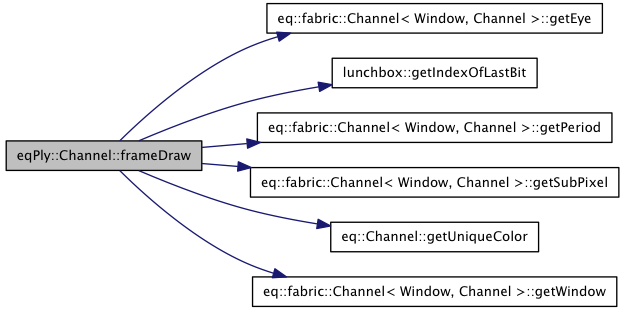 eq::fabric::Channel< Window, Channel >::getEye
lunchbox::getIndexOfLastBit
eq::fabric::Channel< Window, Channel >::getPeriod
eqPly::Channel::frameDraw
eq::fabric::Channel< Window, Channel >::getSubPixel
eq::Channel::getUniqueColor
eq::fabric::Channel< Window, Channel >::getWindow